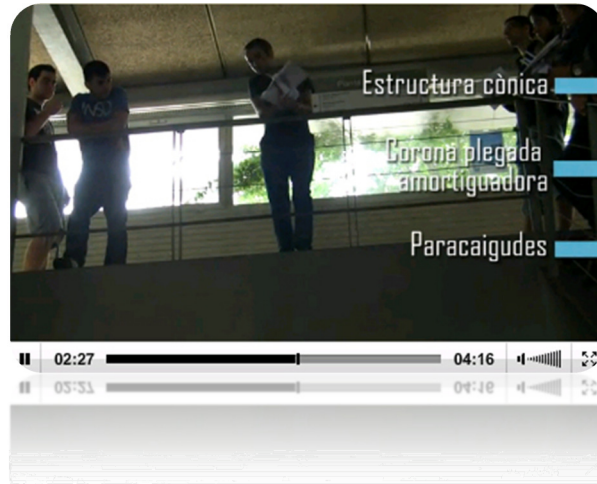 Estructura cònica
Corona plegada
amortiguadora
Paracaigudes
02:27
04:16